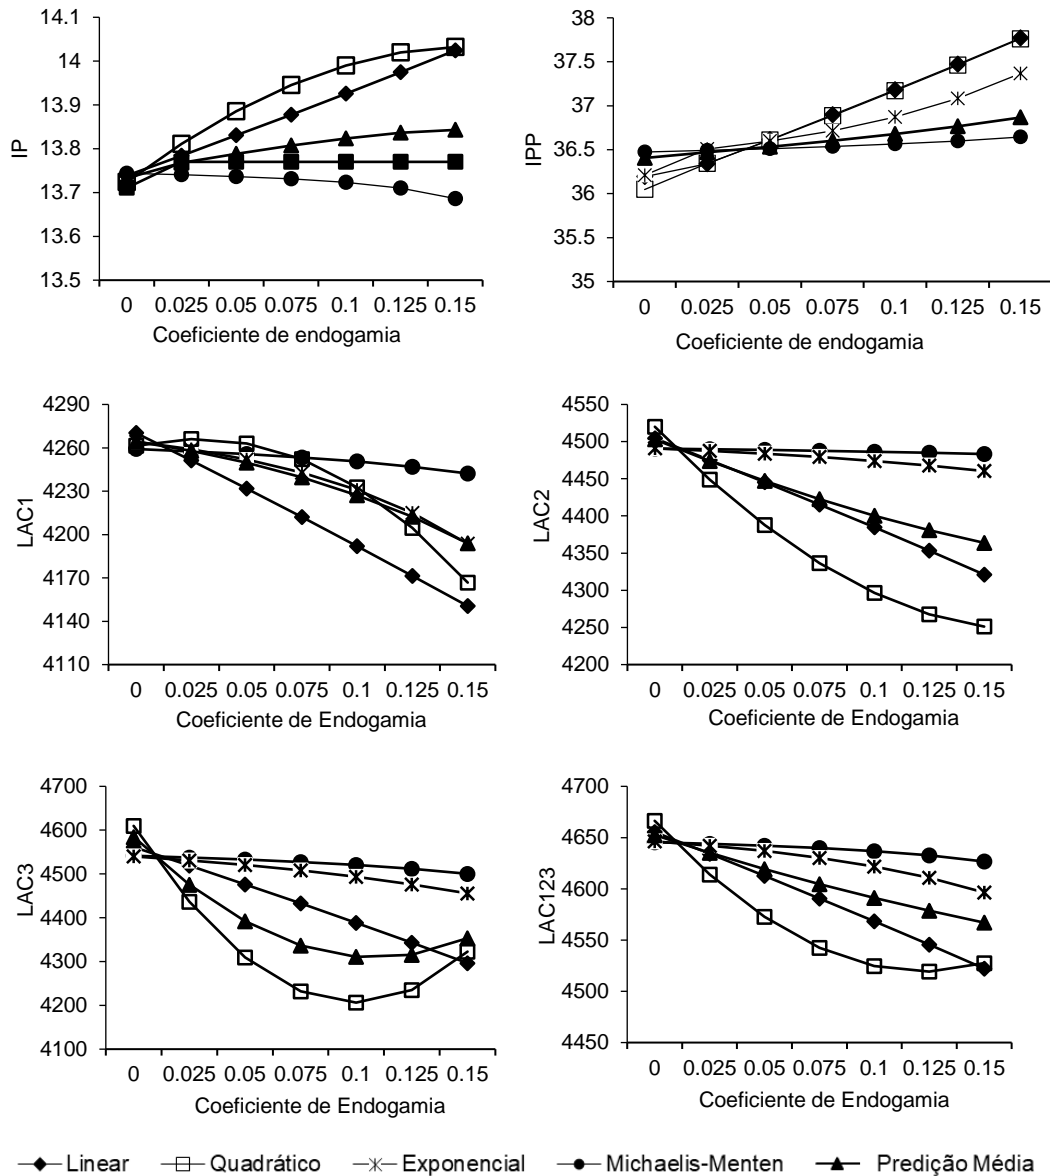 IP
14.1
14
13.9
13.8
13.7
13.6
13.5
0 0.025 0.05 0.075 0.1 0.125 0.15
Coeficiente de endogamia
IPP
38
37.5
37
36.5
36
35.5
35
0 0.025 0.05 0.075 0.1 0.125 0.15
Coeficiente de endogamia
LAC1
4290
4260
4230
4200
4170
4140
4110
0 0.025 0.05 0.075 0.1 0.125 0.15
Coeficiente de Endogamia
LAC2
4550
4500
4450
4400
4350
4300
4250
4200
0 0.025 0.05 0.075 0.1 0.125 0.15
Coeficiente de Endogamia
LAC3
4700
4600
4500
4400
4300
4200
4100
0 0.025 0.05 0.075 0.1 0.125 0.15
Coeficiente de Endogamia
LAC123
4700
4650
4600
4550
4500
4450
0 0.025 0.05 0.075 0.1 0.125 0.15
Coeficiente de Endogamia
Linear Quadrático Exponencial Michaelis-Menten Predição Média